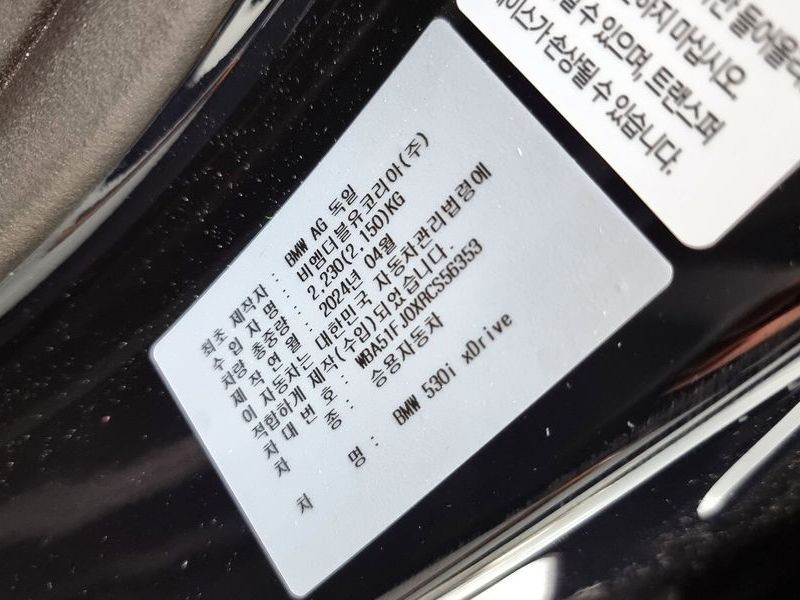 만 들어올리
하지 마십시오.
될 수 있으며, 트랜스퍼
케이스가 손상될 수 있습니다.
최초 제작자 : BMW AG 독일
수 입 자 명 : 비엠더블유코리아(주)
차량 총중량 : 2,230(2,150)KG
제 작 연 월 : 2024년 04월
이 자동차는 대한민국 자동차관리법령에
적합하게 제작(수입)되었습니다.
차 대 번 호 : WBA51FJ0XRCS56353
차 종 : 승용자동차
차 명 : BMW 530i xDrive